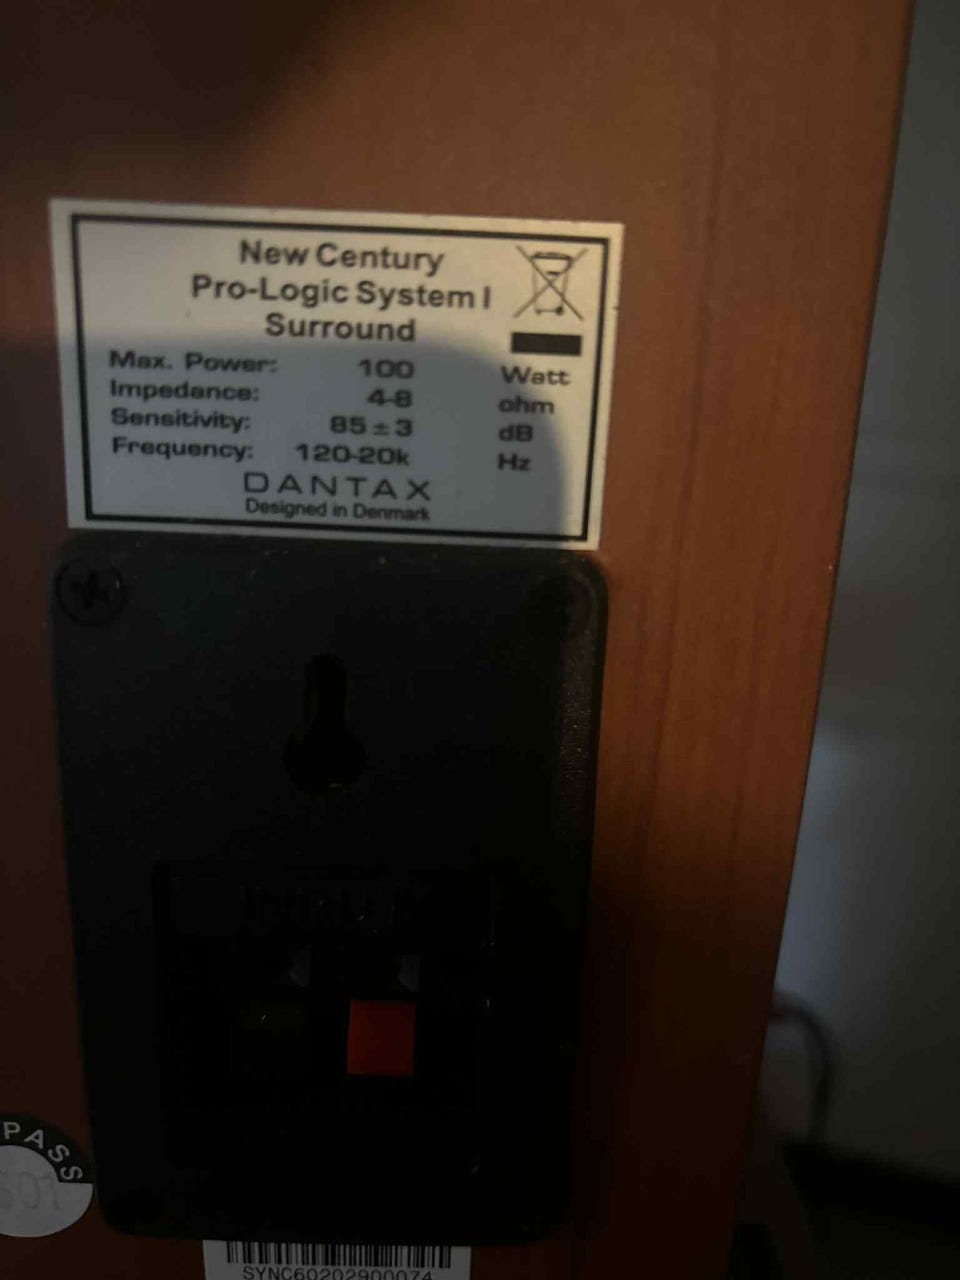 New Century
Pro-Logic System I
Surround
Max. Power: 100 Watt
Impedance: 4-8 ohm
Sensitivity: 85±3 dB
Frequency: 120-20k Hz
DANTAX
Designed in Denmark
INPUT
PASS
SYNC60202900074